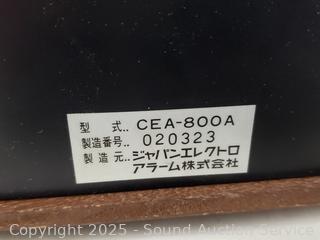 型　式‥ CEA-800A
製造番号‥ 020323
製造元‥ ジャパンエレクトロ
アラーム株式会社
Copyright © 2025 - Sound Auction Service